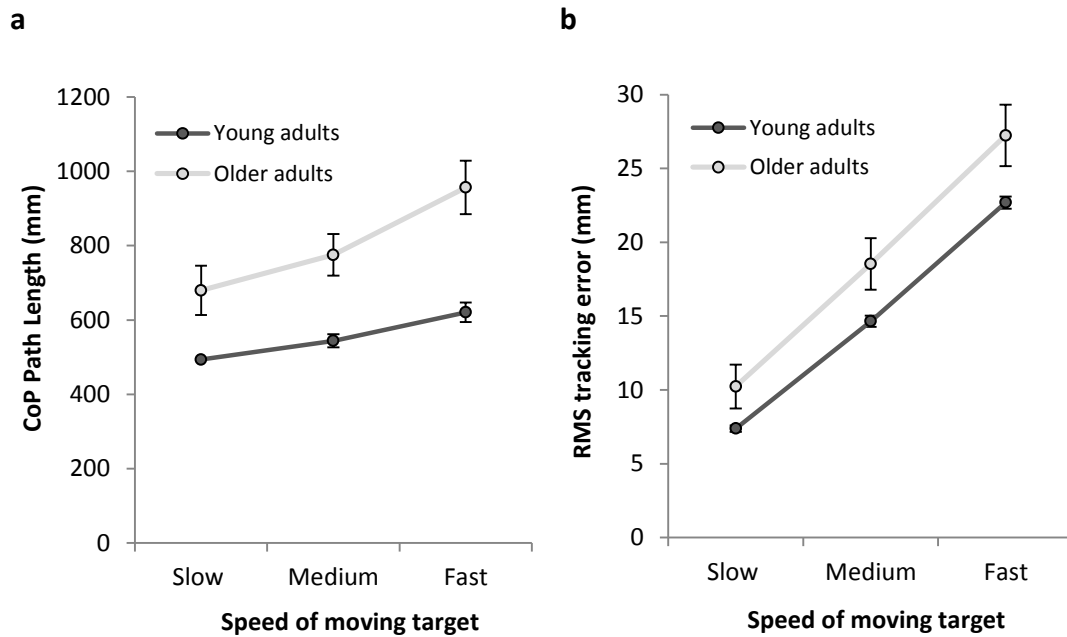 a
CoP Path Length (mm)
1200
1000
800
600
400
200
0
Young adults
Older adults
Slow Medium Fast
Speed of moving target
b
RMS tracking error (mm)
30
25
20
15
10
5
0
Young adults
Older adults
Slow Medium Fast
Speed of moving target